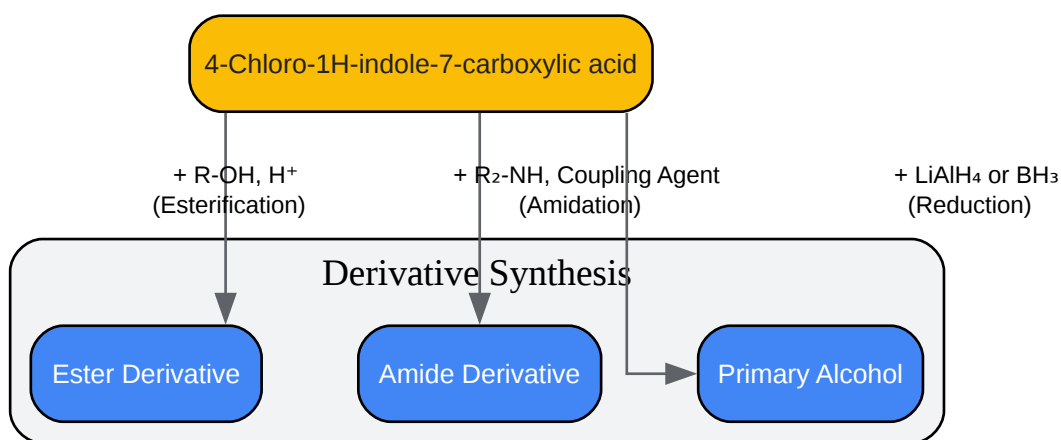 4-Chloro-1H-indole-7-carboxylic acid
+ R-OH, H⁺
(Esterification)
+ R₂-NH, Coupling Agent
(Amidation)
+ LiAlH₄ or BH₃
(Reduction)
Derivative Synthesis
Ester Derivative
Amide Derivative
Primary Alcohol